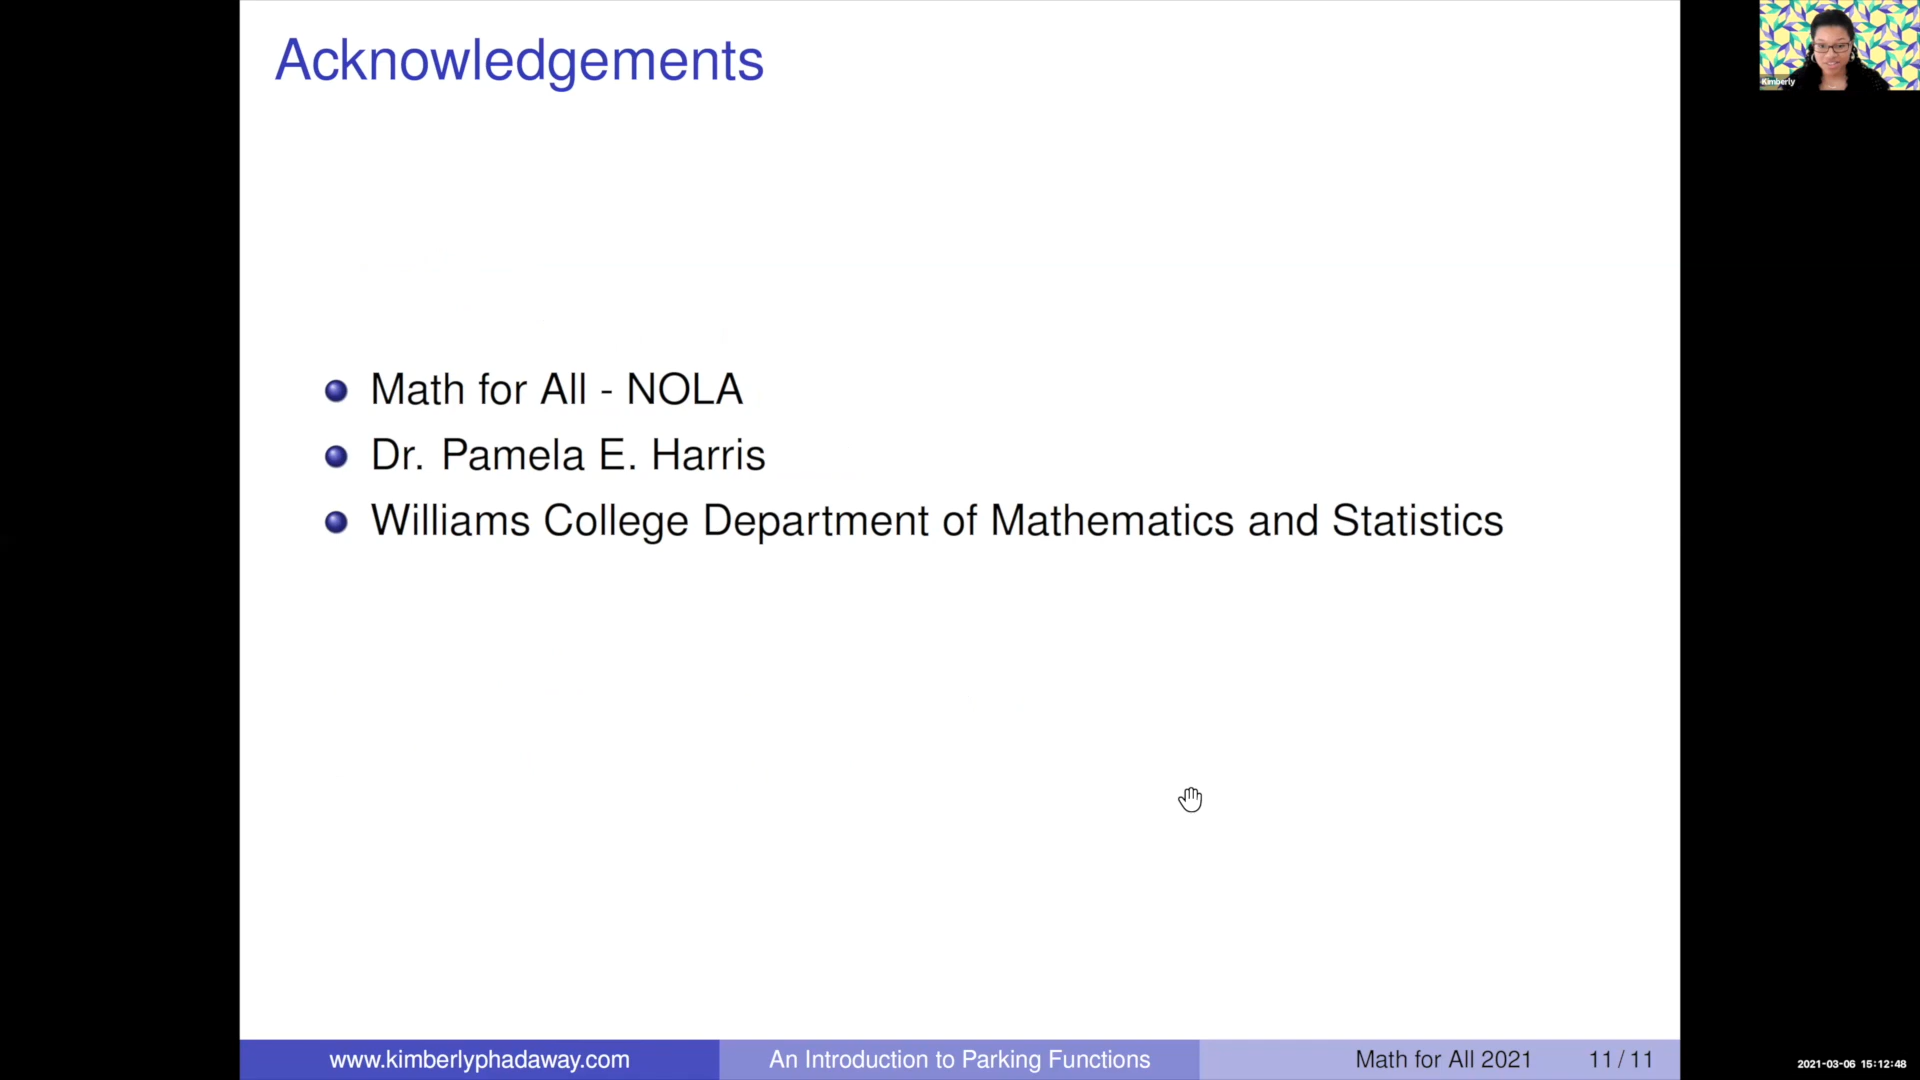 Acknowledgements
Kimberly
Math for All - NOLA
Dr. Pamela E. Harris
Williams College Department of Mathematics and Statistics
www.kimberlyphadaway.com
An Introduction to Parking Functions
Math for All 2021
11 / 11
2021-03-06 15:12:48